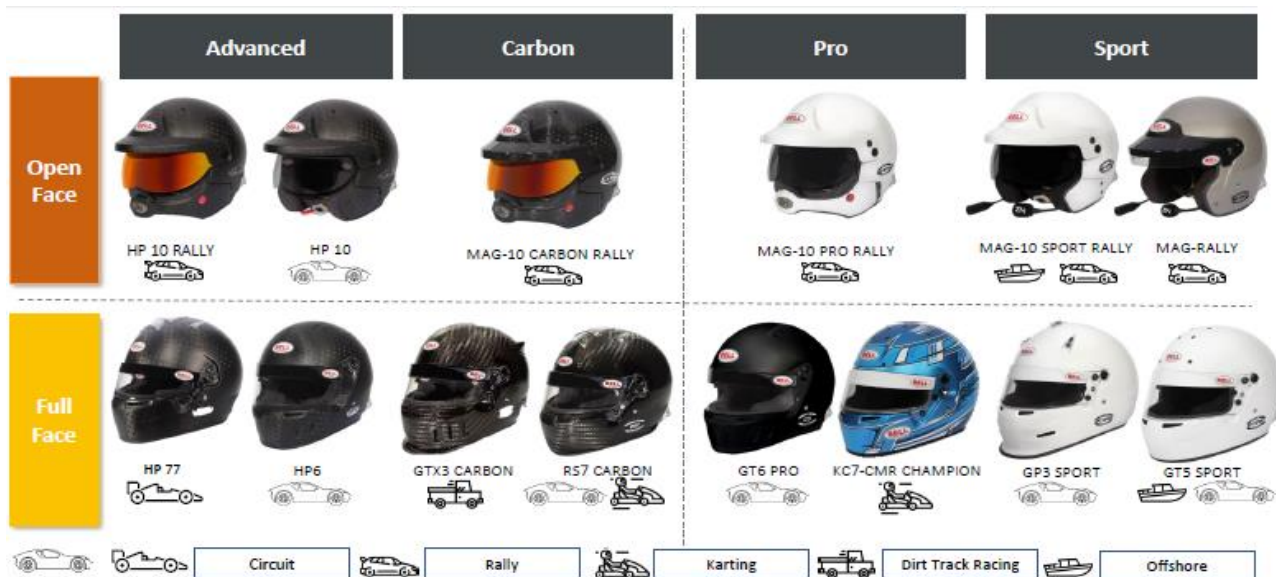 Advanced
Carbon
Pro
Sport
Open
Face
HP 10 RALLY
HP 10
MAG-10 CARBON RALLY
MAG-10 PRO RALLY
MAG-10 SPORT RALLY
MAG-RALLY
Full
Face
HP 77
HP6
GTX3 CARBON
RS7 CARBON
GT6 PRO
KC7-CMR CHAMPION
GP3 SPORT
GT5 SPORT
Circuit
Rally
Karting
Dirt Track Racing
Offshore